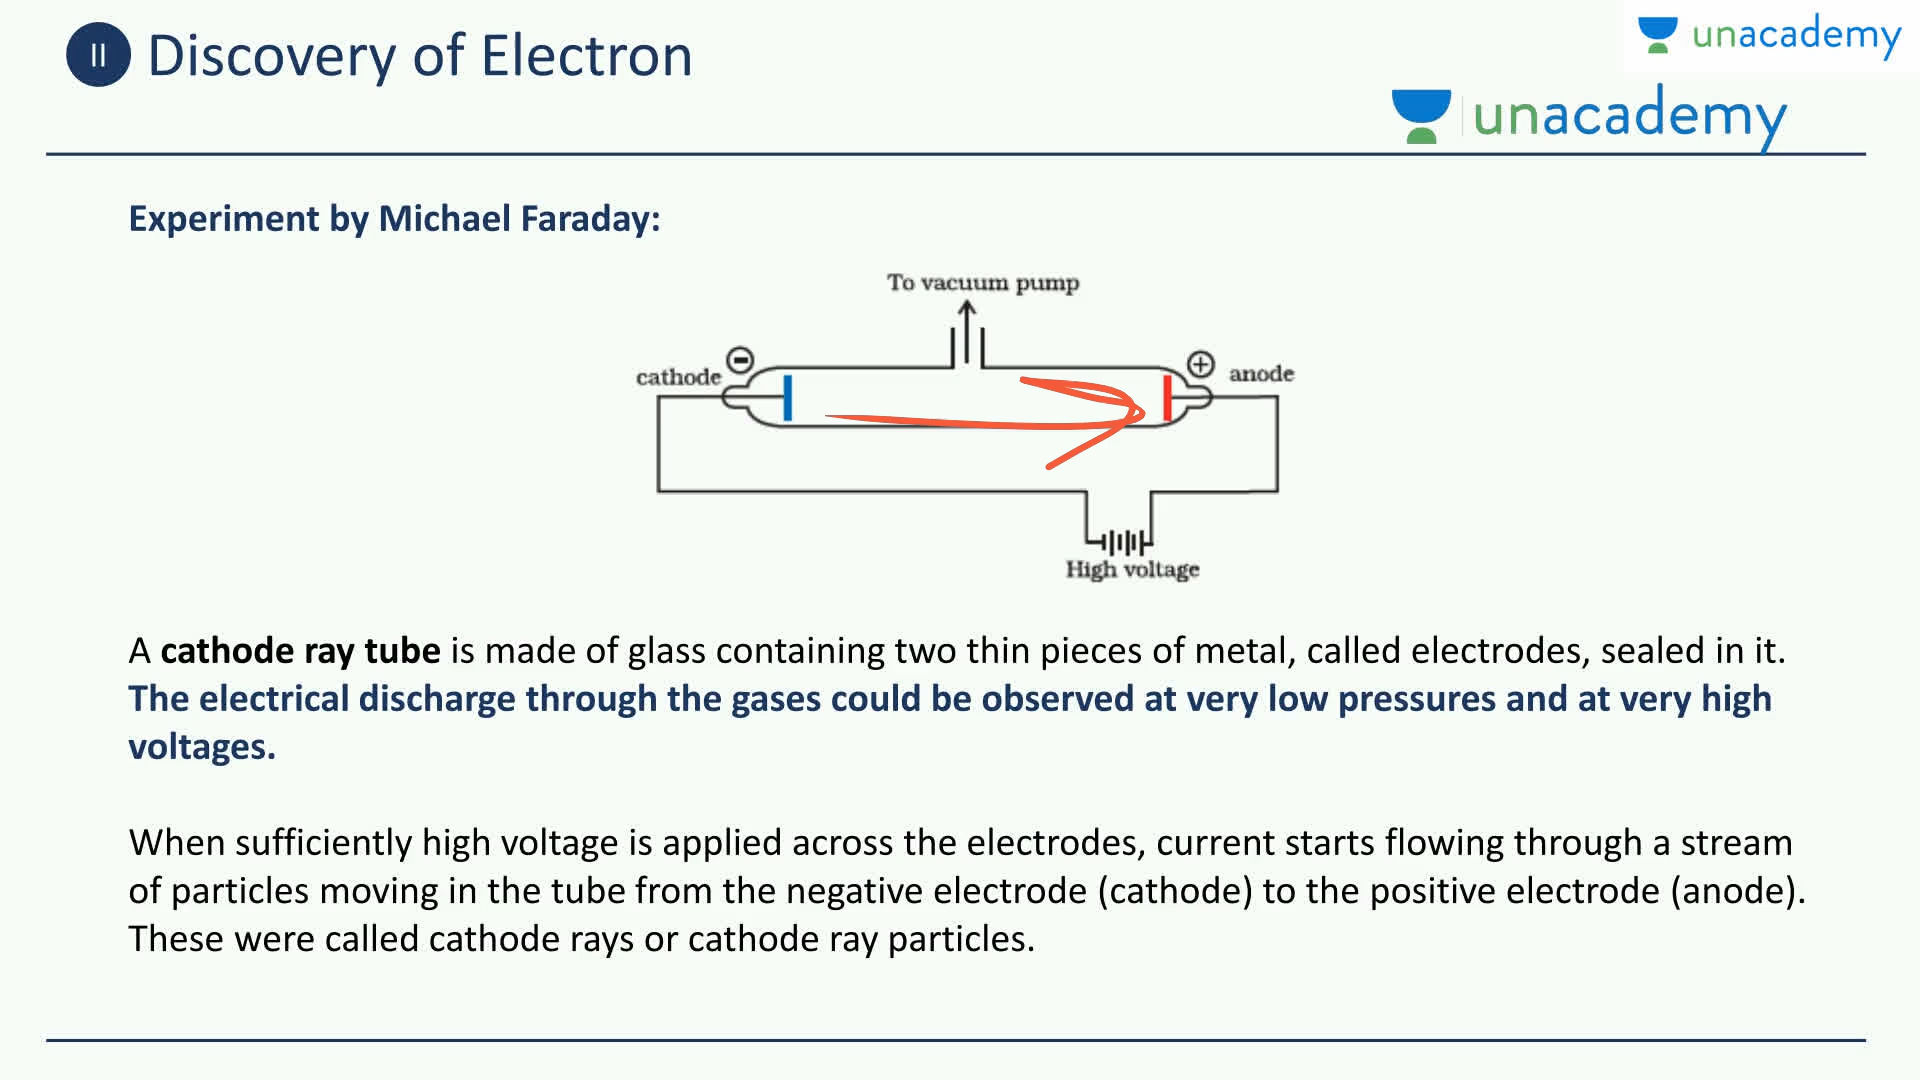 II Discovery of Electron
unacademy
unacademy
Experiment by Michael Faraday:
To vacuum pump
cathode
anode
High voltage
A cathode ray tube is made of glass containing two thin pieces of metal, called electrodes, sealed in it.
The electrical discharge through the gases could be observed at very low pressures and at very high
voltages.
When sufficiently high voltage is applied across the electrodes, current starts flowing through a stream
of particles moving in the tube from the negative electrode (cathode) to the positive electrode (anode).
These were called cathode rays or cathode ray particles.